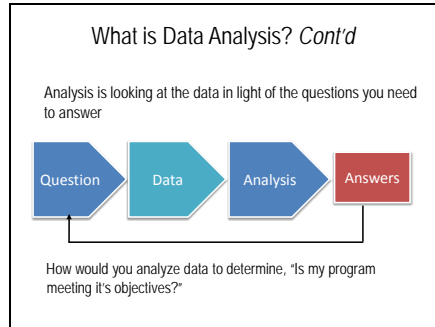 What is Data Analysis? Cont'd
Analysis is looking at the data in light of the questions you need
to answer
Question
Data
Analysis
Answers
How would you analyze data to determine, "Is my program
meeting it's objectives?"